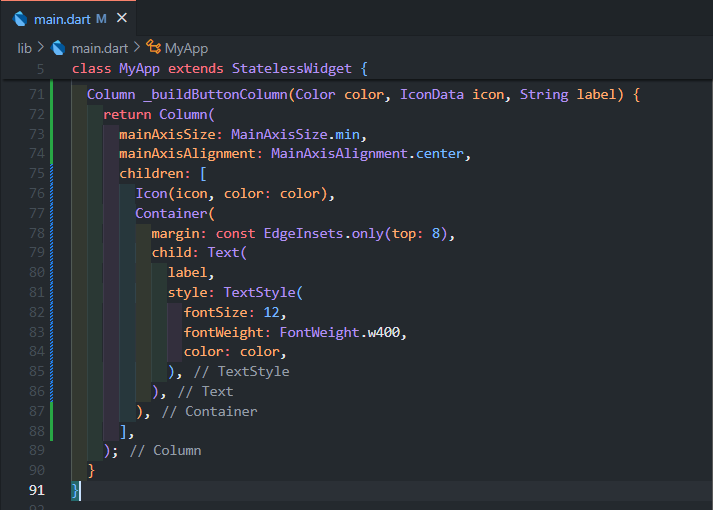 main.dart M
lib > main.dart > MyApp
5 class MyApp extends StatelessWidget {
71 Column _buildButtonColumn(Color color, IconData icon, String label) {
72 return Column(
73 mainAxisSize: MainAxisSize.min,
74 mainAxisAlignment: MainAxisAlignment.center,
75 children: [
76 Icon(icon, color: color),
77 Container(
78 margin: const EdgeInsets.only(top: 8),
79 child: Text(
80 label,
81 style: TextStyle(
82 fontSize: 12,
83 fontWeight: FontWeight.w400,
84 color: color,
85 ), // TextStyle
86 ), // Text
87 ), // Container
88 ],
89 ); // Column
90 }
91 }
92